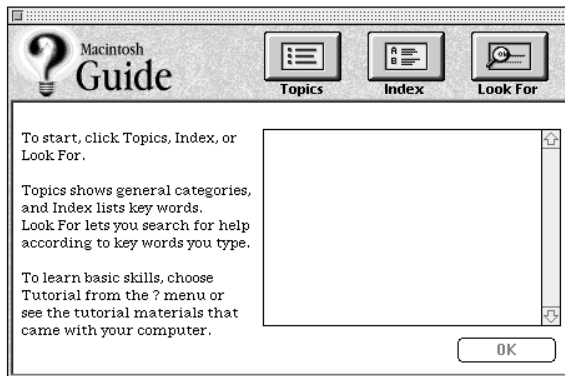 Macintosh
Guide
Topics
Index
Look For
To start, click Topics, Index, or
Look For.
Topics shows general categories,
and Index lists key words.
Look For lets you search for help
according to key words you type.
To learn basic skills, choose
Tutorial from the ? menu or
see the tutorial materials that
came with your computer.
OK